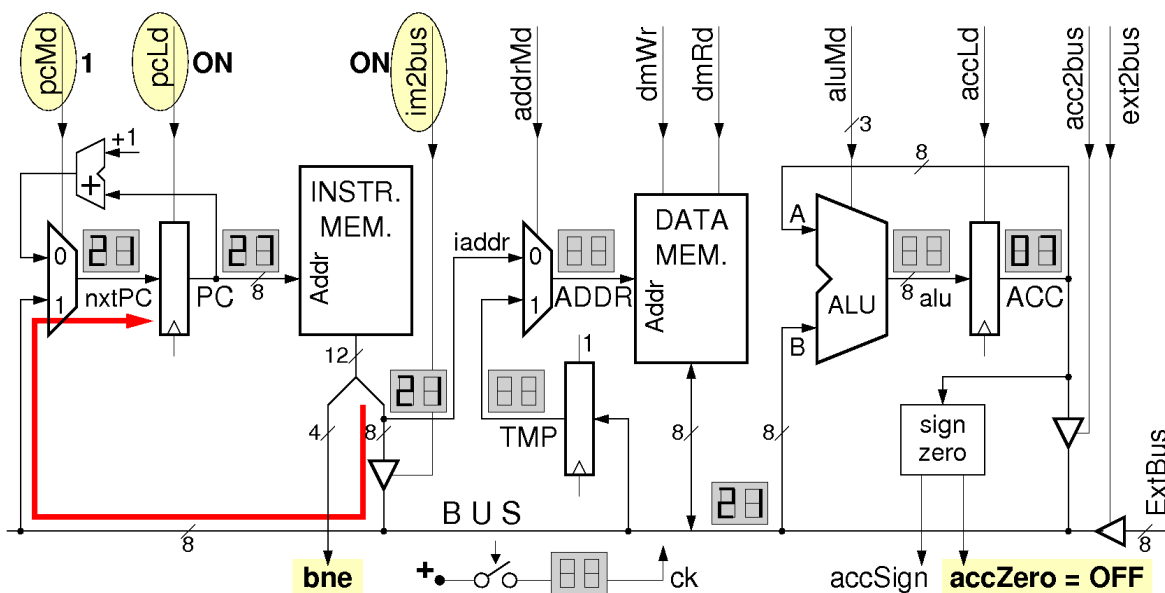 pcMd 1 pcLd ON ON im2bus addrMd dmWr dmRd aluMd accLd acc2bus ext2bus
+1 3 8
+
INSTR. MEM.
DATA MEM.
0 21 27 iaddr 0 A 07
1 nxtPC PC 8 Addr 1 ADDR Addr ALU 8 alu ACC
B
12 1
21
4 8 TMP 8 8 sign zero
21
B U S
8 ExtBus 8
bne + ck accSign accZero = OFF